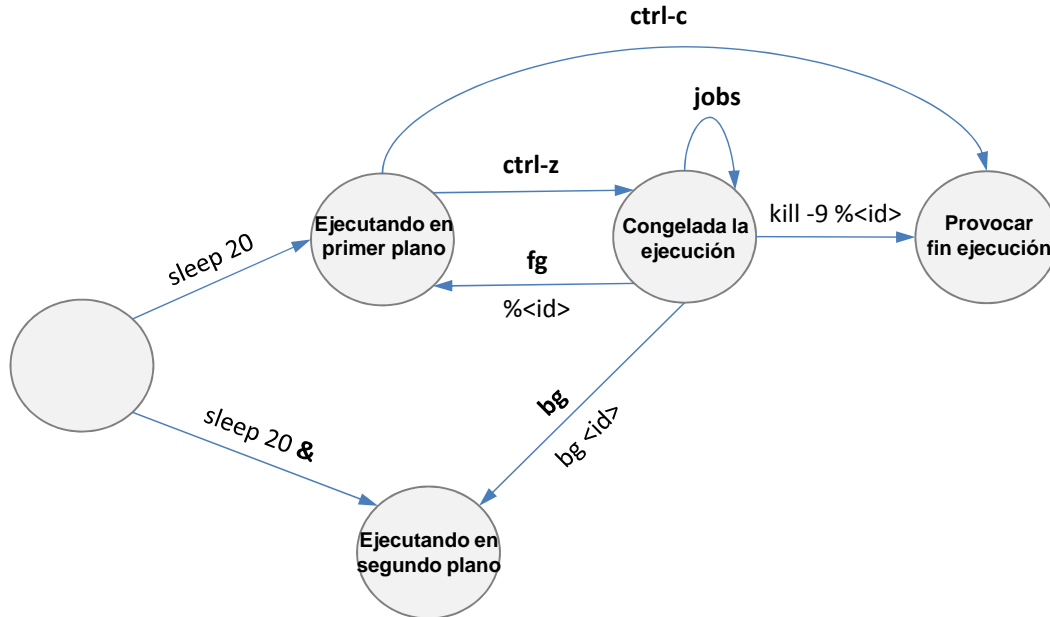 ctrl-c
jobs
ctrl-z
Ejecutando en
primer plano
Congelada la
ejecución
kill -9 %<id>
Provocar
fin ejecución
sleep 20
fg
%<id>
bg
bg <id>
sleep 20 &
Ejecutando en
segundo plano